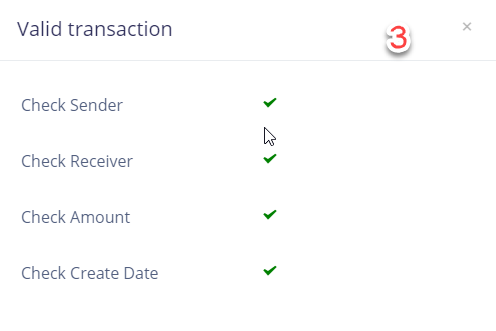 Valid transaction
3
Check Sender
Check Receiver
Check Amount
Check Create Date